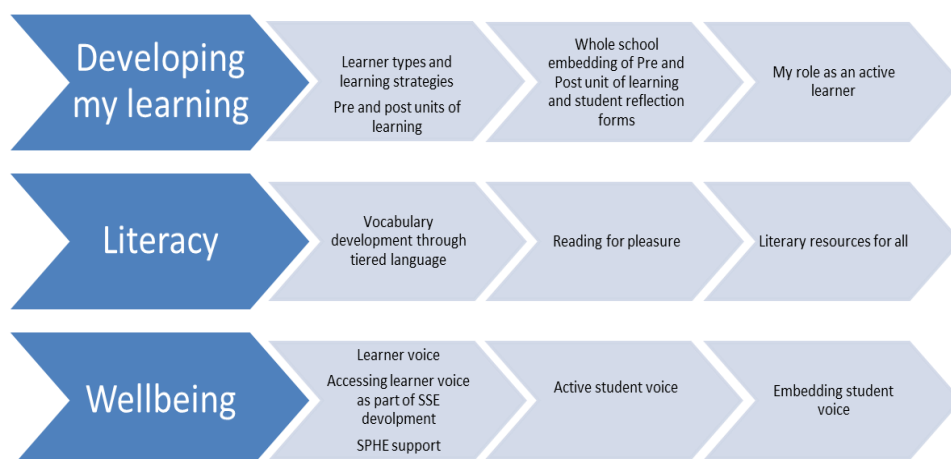 Developing
my learning
Learner types and
learning strategies
Pre and post units of
learning
Whole school
embedding of Pre and
Post unit of learning
and student reflection
forms
My role as an active
learner
Literacy
Vocabulary
development through
tiered language
Reading for pleasure
Literary resources for all
Wellbeing
Learner voice
Accessing learner voice
as part of SSE
devolpment
SPHE support
Active student voice
Embedding student
voice